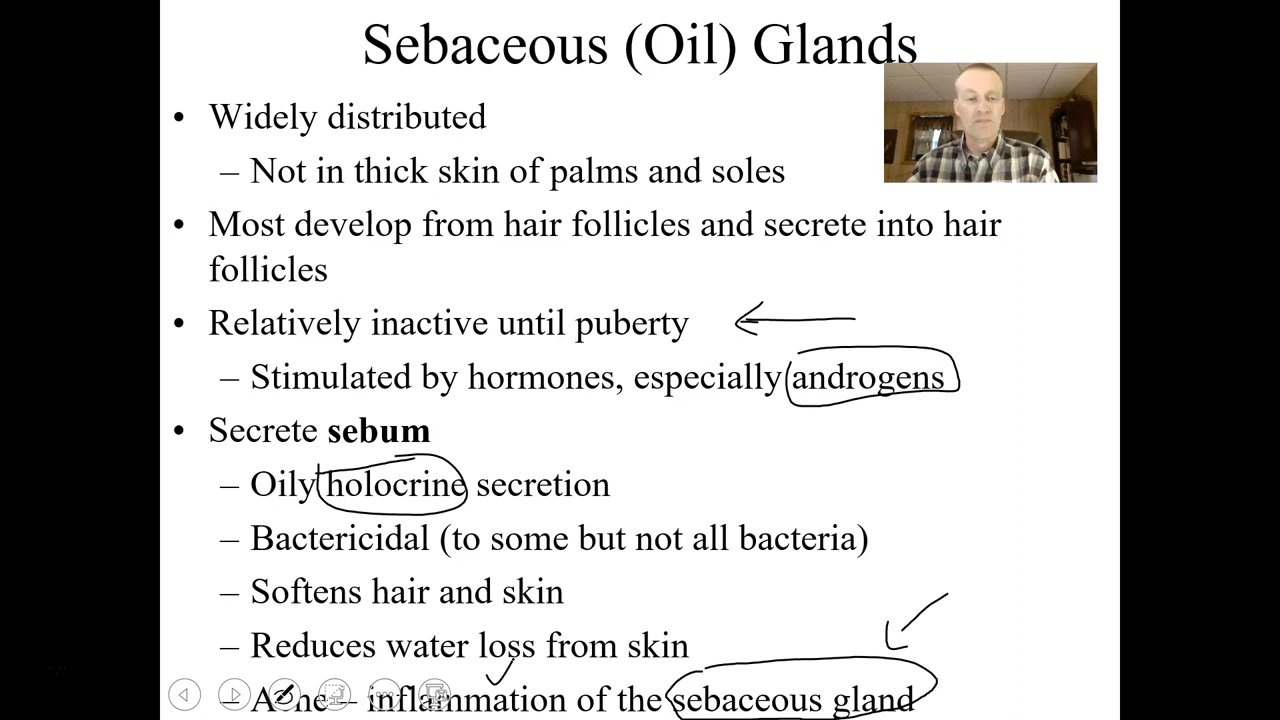 Sebaceous (Oil) Glands
• Widely distributed
– Not in thick skin of palms and soles
• Most develop from hair follicles and secrete into hair
follicles
• Relatively inactive until puberty
– Stimulated by hormones, especially androgens
• Secrete sebum
– Oily holocrine secretion
– Bactericidal (to some but not all bacteria)
– Softens hair and skin
– Reduces water loss from skin
– Acne – inflammation of the sebaceous gland